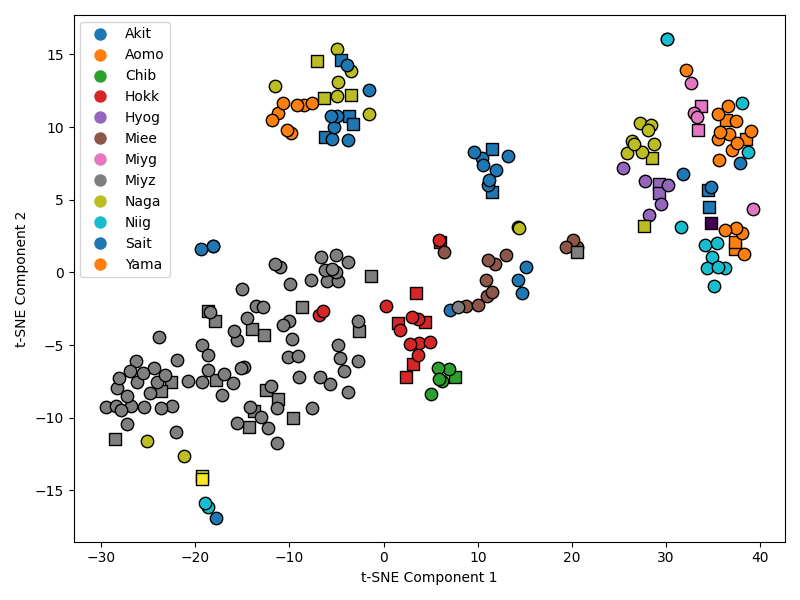 Akit
Aomo
Chib
Hokk
Hyog
Miee
Miyg
Miyz
Naga
Niig
Sait
Yama
15
10
5
0
−5
−10
−15
t-SNE Component 2
−30
−20
−10
0
10
20
30
40
t-SNE Component 1